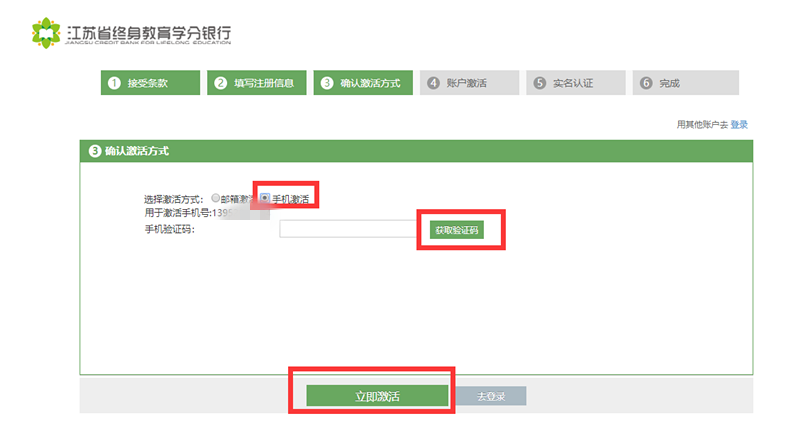 江苏省终身教育学分银行
JIANGSU CREDIT BANK FOR LIFELONG EDUCATION
1 接受条款 2 填写注册信息 3 确认激活方式 4 账户激活 5 实名认证 6 完成
用其他账户去 登录
3 确认激活方式
选择激活方式: 邮箱激活 手机激活
用于激活手机号:139
手机验证码: 获取验证码
立即激活 去登录